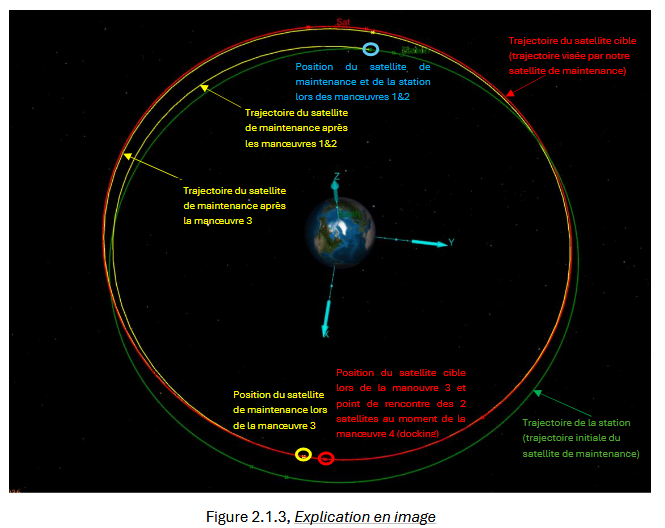 Sat
Trajectoire du satellite cible
(trajectoire visée par notre
satellite de maintenance)
Position du satellite de
maintenance et de la station
lors des manœuvres 1&2
Trajectoire du satellite
de maintenance après
les manœuvres 1&2
Trajectoire du satellite
de maintenance après
la manœuvre 3
Z
Y
X
Position du satellite
de maintenance lors
de la manœuvre 3
Position du satellite cible
lors de la manouvre 3 et
point de rencontre des 2
satellites au moment de la
manœuvre 4 (docking)
Trajectoire de la station
(trajectoire initiale du
satellite de maintenance)
Figure 2.1.3, Explication en image